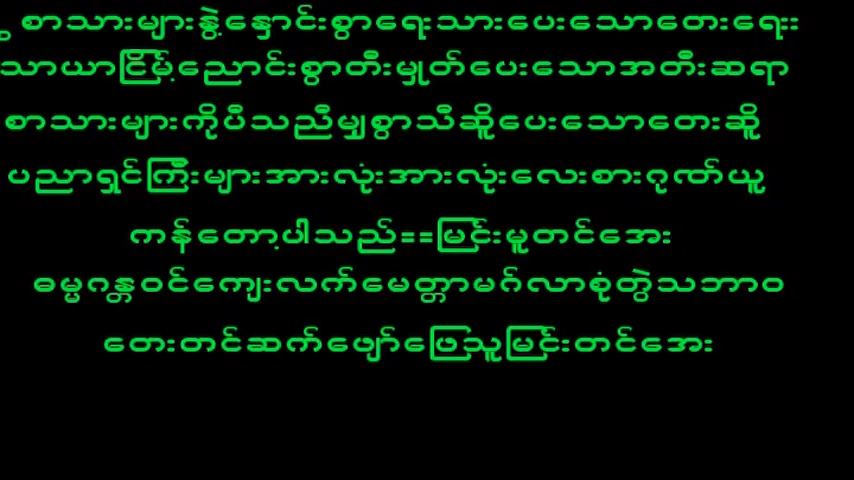 စာသားများနွဲ့နှောင်းစွာရေးသားပေးသောတေးရေး
သာယာငြိမ့်ညောင်းစွာတီးမှုတ်ပေးသောအတီးဆရာ
စာသားများကိုပီသညီမျှစွာသီဆိူပေးသောတေးဆိူ
ပညာရှင်ကြီးများအားလုံးအားလုံးလေးစားဂုဏ်ယူ
ကန်တော့ပါသည်==မြင်းမူတင်အေး
ဓမ္မဂန္တဝင်ကျေးလက်မေတ္တာမဂ်လာစုံတွဲသဘာဝ
တေးတင်ဆက်ဖျော်ဖြေသူမြင်းတင်အေး